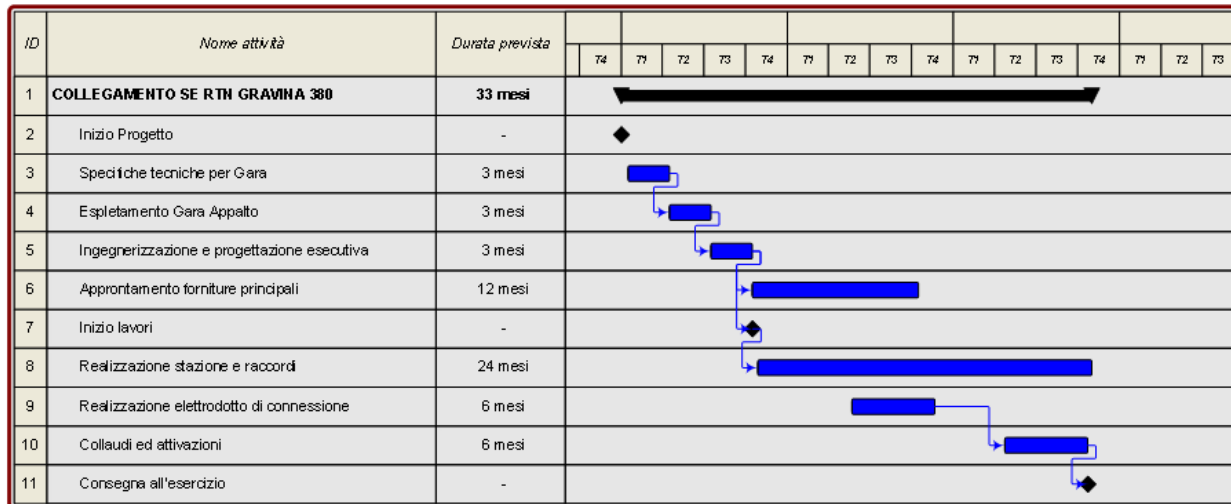 ID Nome attività Durata prevista
T4 T1 T2 T3 T4 T1 T2 T3 T4 T1 T2 T3 T4 T1 T2 T3
1 COLLEGAMENTO SE RTN GRAVINA 380 33 mesi
2 Inizio Progetto -
3 Specifiche tecniche per Gara 3 mesi
4 Espletamento Gara Appalto 3 mesi
5 Ingegnerizzazione e progettazione esecutiva 3 mesi
6 Approntamento forniture principali 12 mesi
7 Inizio lavori -
8 Realizzazione stazione e raccordi 24 mesi
9 Realizzazione elettrodotto di connessione 6 mesi
10 Collaudi ed attivazioni 6 mesi
11 Consegna all'esercizio -